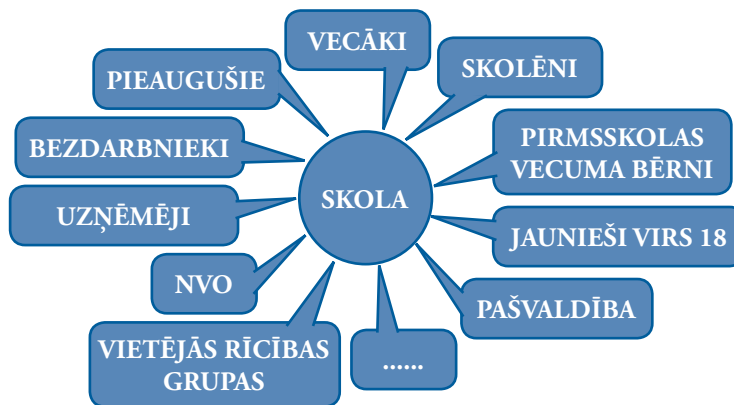 VECĀKI
SKOLĒNI
PIEAUGUŠIE
PIRMSSKOLAS
VECUMA BĒRNI
BEZDARBNIEKI
SKOLA
UZŅĒMĒJI
JAUNIEŠI VIRS 18
NVO
PAŠVALDĪBA
VIETĒJĀS RĪCĪBAS
GRUPAS
......